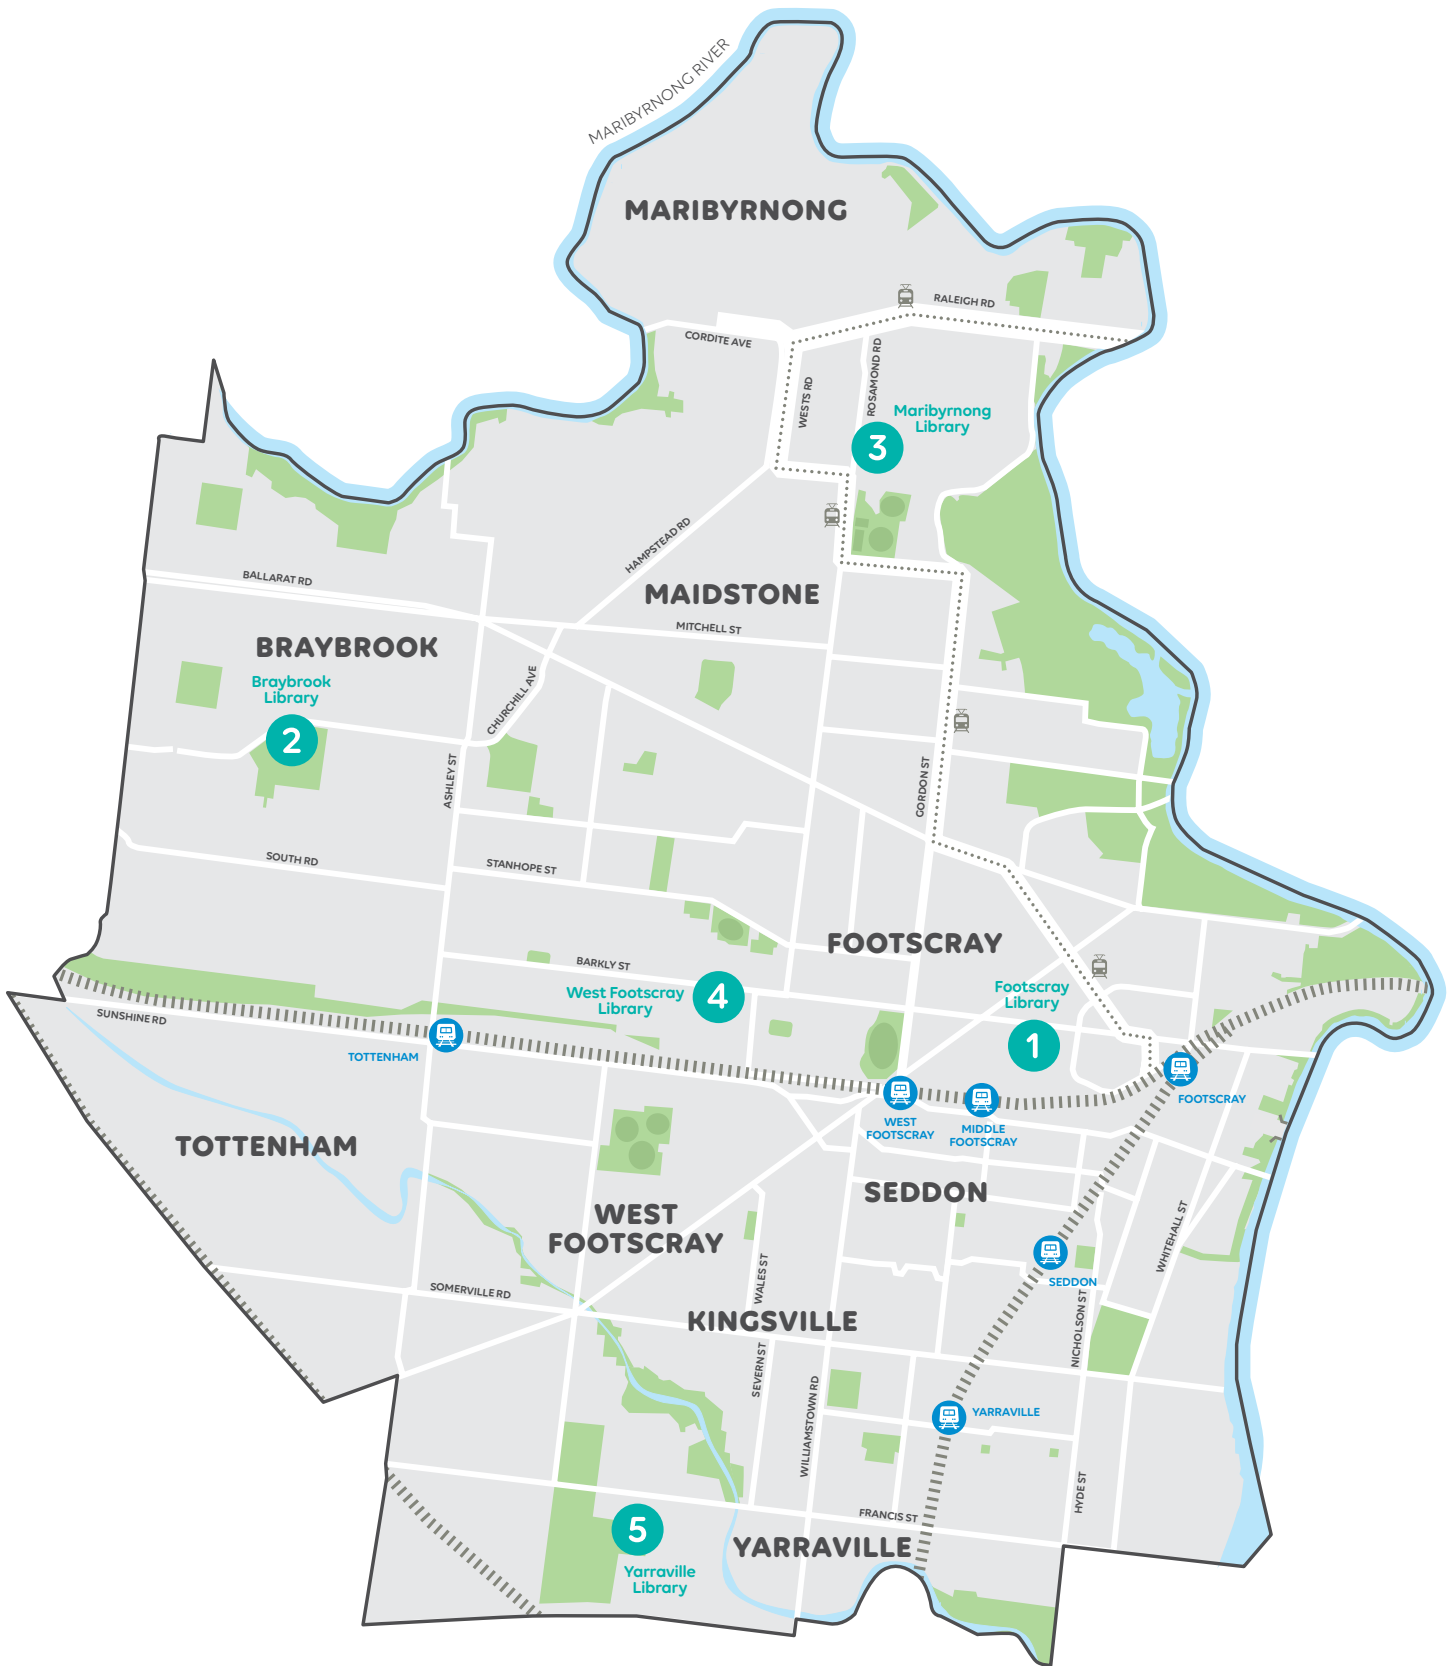 MARIBYRNONG RIVER
MARIBYRNONG
RALEIGH RD
CORDITE AVE
ROSAMOND RD
WESTS RD
Maribyrnong
Library
3
HAMPSTEAD RD
BALLARAT RD
MAIDSTONE
MITCHELL ST
BRAYBROOK
Braybrook
Library
2
CHURCHILL AVE
ASHLEY ST
GORDON ST
SOUTH RD
STANHOPE ST
FOOTSCRAY
BARKLY ST
West Footscray
Library
4
Footscray
Library
1
SUNSHINE RD
TOTTENHAM
FOOTSCRAY
WEST
FOOTSCRAY
MIDDLE
FOOTSCRAY
TOTTENHAM
SEDDON
WEST
FOOTSCRAY
WHITEHALL ST
SEDDON
WALES ST
SOMERVILLE RD
KINGSVILLE
NICHOLSON ST
SEVERN ST
WILLIAMSTOWN RD
YARRAVILLE
HYDE ST
FRANCIS ST
5
YARRAVILLE
Yarraville
Library